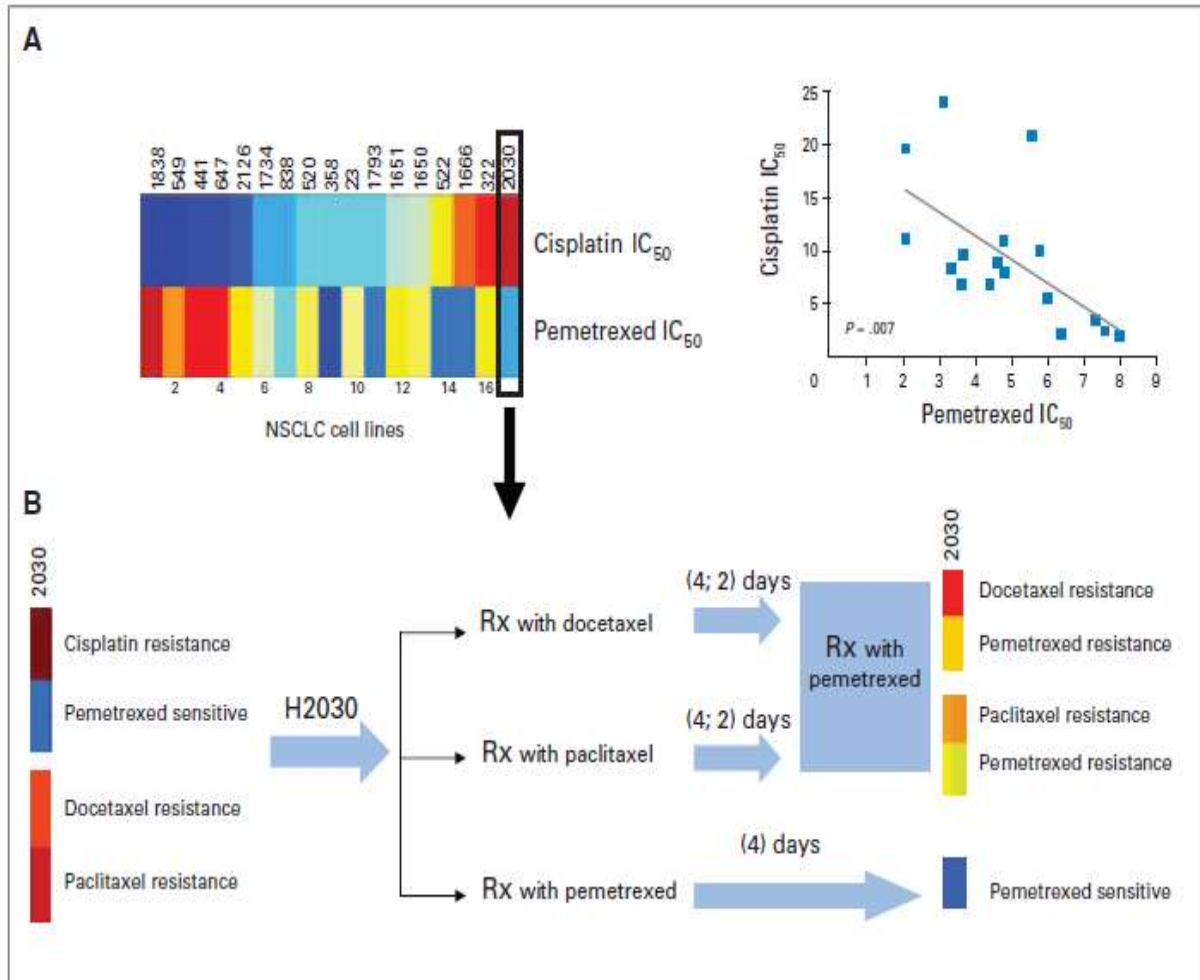 A
1838
549
441
647
2126
1734
838
520
358
23
1793
1651
1650
522
1666
322
2030
Cisplatin IC50
Pemetrexed IC50
2 4 6 8 10 12 14 16
NSCLC cell lines
25
20
15
10
5
Cisplatin IC50
P = .007
0 1 2 3 4 5 6 7 8 9
Pemetrexed IC50
B
2030
Cisplatin resistance
Pemetrexed sensitive
Docetaxel resistance
Paclitaxel resistance
H2030
Rx with docetaxel
Rx with paclitaxel
Rx with pemetrexed
(4; 2) days
(4; 2) days
(4) days
Rx with
pemetrexed
2030
Docetaxel resistance
Pemetrexed resistance
Paclitaxel resistance
Pemetrexed resistance
Pemetrexed sensitive